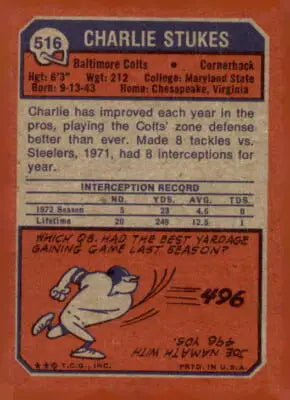 516
CHARLIE STUKES
Baltimore Colts • Cornerback
Hgt: 6'3" Wgt: 212 College: Maryland State
Born: 9-13-43 Home: Chesapeake, Virginia
Charlie has improved each year in the
pros, playing the Colts' zone defense
better than ever. Made 8 tackles vs.
Steelers, 1971, had 8 interceptions for
year.
INTERCEPTION RECORD
NO. YDS. AVG. TDS
1972 Season 5 23 4.6 0
Lifetime 20 249 12.5 1
WHICH QB. HAD THE BEST YARDAGE
GAINING GAME LAST SEASON?
496
JOE NAMATH WITH
496 YDS.
★★© T.C.G., INC. PRTD. IN U.S.A.